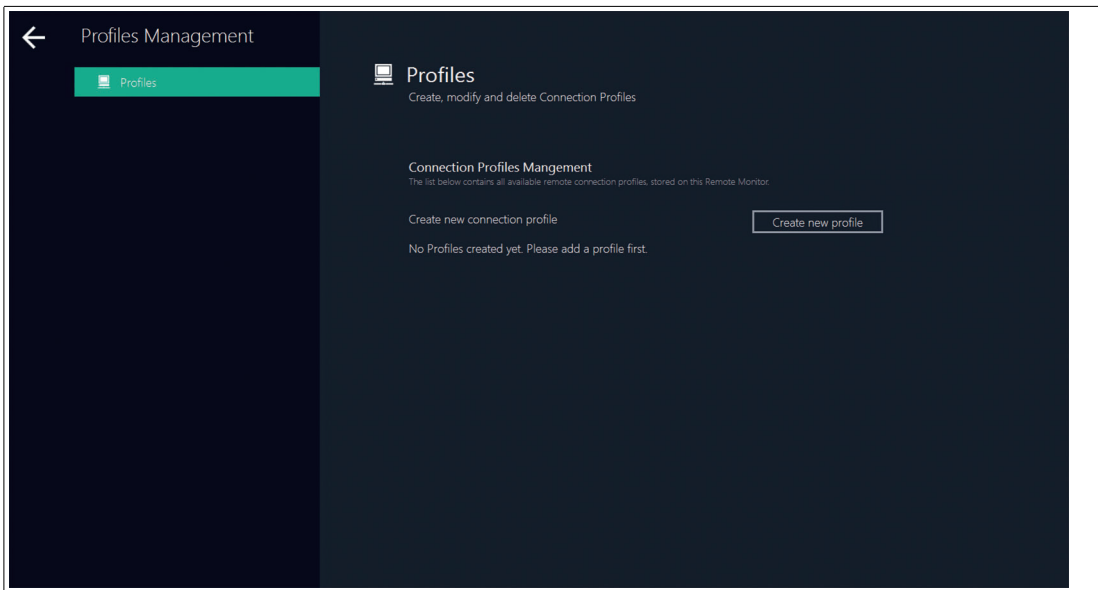 Profiles Management
Profiles
Profiles
Create, modify and delete Connection Profiles
Connection Profiles Mangement
The list below contains all available remote connection profiles, stored on this Remote Monitor.
Create new connection profile
Create new profile
No Profiles created yet. Please add a profile first.